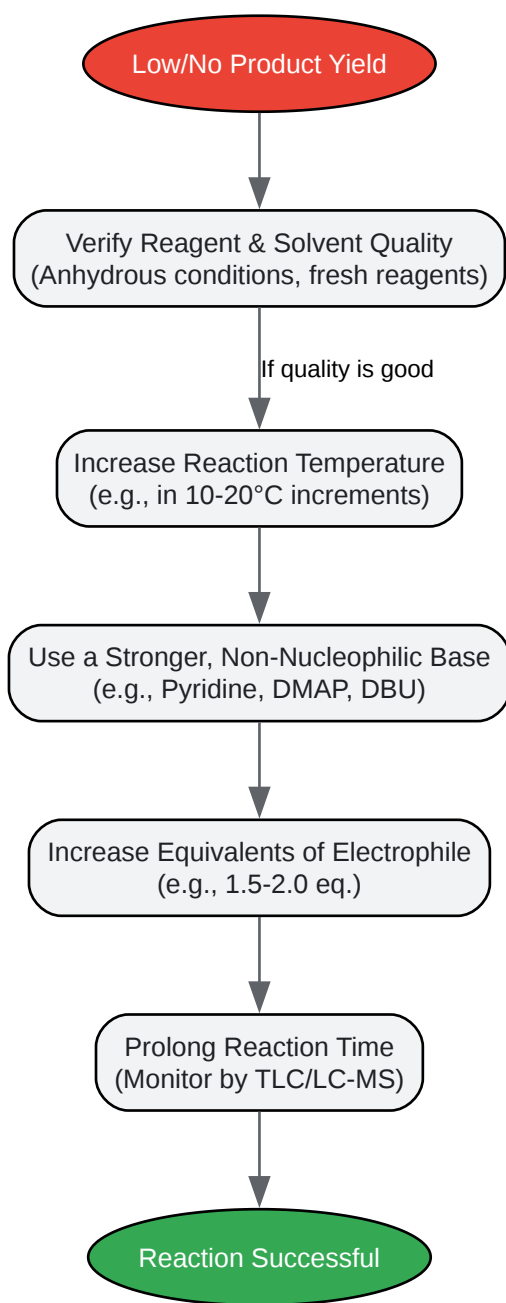 Low/No Product Yield
Verify Reagent & Solvent Quality
(Anhydrous conditions, fresh reagents)
If quality is good
Increase Reaction Temperature
(e.g., in 10-20°C increments)
Use a Stronger, Non-Nucleophilic Base
(e.g., Pyridine, DMAP, DBU)
Increase Equivalents of Electrophile
(e.g., 1.5-2.0 eq.)
Prolong Reaction Time
(Monitor by TLC/LC-MS)
Reaction Successful